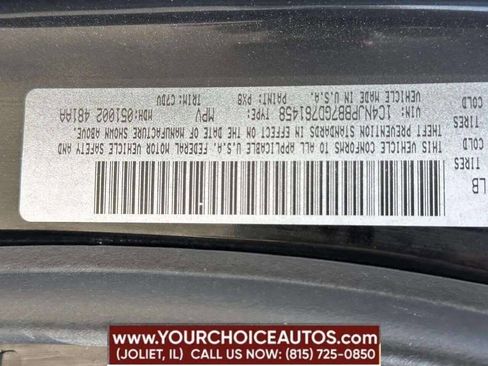 LB
TIRES
COLD
TIRES
COLD
THIS VEHICLE CONFORMS TO ALL APPLICABLE U.S.A. FEDERAL MOTOR VEHICLE SAFETY AND
THEFT PREVENTION STANDARDS IN EFFECT ON THE DATE OF MANUFACTURE SHOWN ABOVE.
VIN: 1C4NJPBB7GD761458 TYPE: MPV MDH:051002 481AA
VEHICLE MADE IN U.S.A. PAINT: PX8 TRIM: C7DV
WWW.YOURCHOICEAUTOS.COM
(JOLIET, IL) CALL US NOW! (815) 725-0850